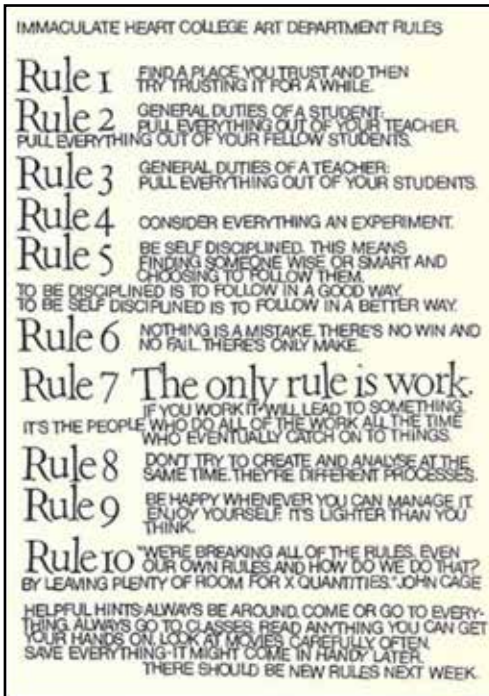 IMMACULATE HEART COLLEGE ART DEPARTMENT RULES
Rule 1 FIND A PLACE YOU TRUST AND THEN
TRY TRUSTING IT FOR A WHILE.
Rule 2 GENERAL DUTIES OF A STUDENT:
PULL EVERYTHING OUT OF YOUR TEACHER.
PULL EVERYTHING OUT OF YOUR FELLOW STUDENTS.
Rule 3 GENERAL DUTIES OF A TEACHER:
PULL EVERYTHING OUT OF YOUR STUDENTS.
Rule 4 CONSIDER EVERYTHING AN EXPERIMENT.
Rule 5 BE SELF DISCIPLINED. THIS MEANS
FINDING SOMEONE WISE OR SMART AND
CHOOSING TO FOLLOW THEM.
TO BE DISCIPLINED IS TO FOLLOW IN A GOOD WAY.
TO BE SELF DISCIPLINED IS TO FOLLOW IN A BETTER WAY.
Rule 6 NOTHING IS A MISTAKE. THERE'S NO WIN AND
NO FAIL. THERE'S ONLY MAKE.
Rule 7 The only rule is work.
IF YOU WORK IT WILL LEAD TO SOMETHING.
IT'S THE PEOPLE WHO DO ALL OF THE WORK ALL THE TIME
WHO EVENTUALLY CATCH ON TO THINGS.
Rule 8 DON'T TRY TO CREATE AND ANALYSE AT THE
SAME TIME. THEY'RE DIFFERENT PROCESSES.
Rule 9 BE HAPPY WHENEVER YOU CAN MANAGE IT.
ENJOY YOURSELF. IT'S LIGHTER THAN YOU
THINK.
Rule 10 "WE'RE BREAKING ALL OF THE RULES. EVEN
OUR OWN RULES AND HOW DO WE DO THAT?
BY LEAVING PLENTY OF ROOM FOR X QUANTITIES." JOHN CAGE
HELPFUL HINTS: ALWAYS BE AROUND. COME OR GO TO EVERY-
THING. ALWAYS GO TO CLASSES. READ ANYTHING YOU CAN GET
YOUR HANDS ON. LOOK AT MOVIES CAREFULLY, OFTEN.
SAVE EVERYTHING-IT MIGHT COME IN HANDY LATER.
THERE SHOULD BE NEW RULES NEXT WEEK.